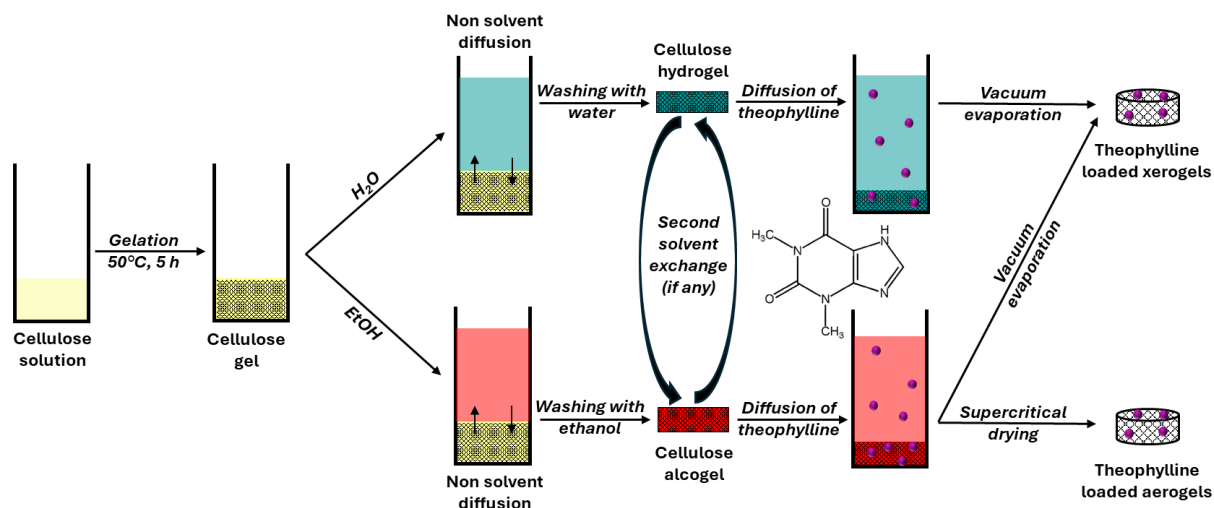 Non solvent
diffusion
Cellulose
hydrogel
Washing with
water
Diffusion of
theophylline
Vacuum
evaporation
Theophylline
loaded xerogels
H₂O
Gelation
50°C, 5 h
EtOH
Cellulose
solution
Cellulose
gel
Second
solvent
exchange
(if any)
O
H₃C
N
H
N
O
N
N
CH₃
Vacuum
evaporation
Washing with
ethanol
Diffusion of
theophylline
Supercritical
drying
Cellulose
alcogel
Non solvent
diffusion
Theophylline
loaded aerogels